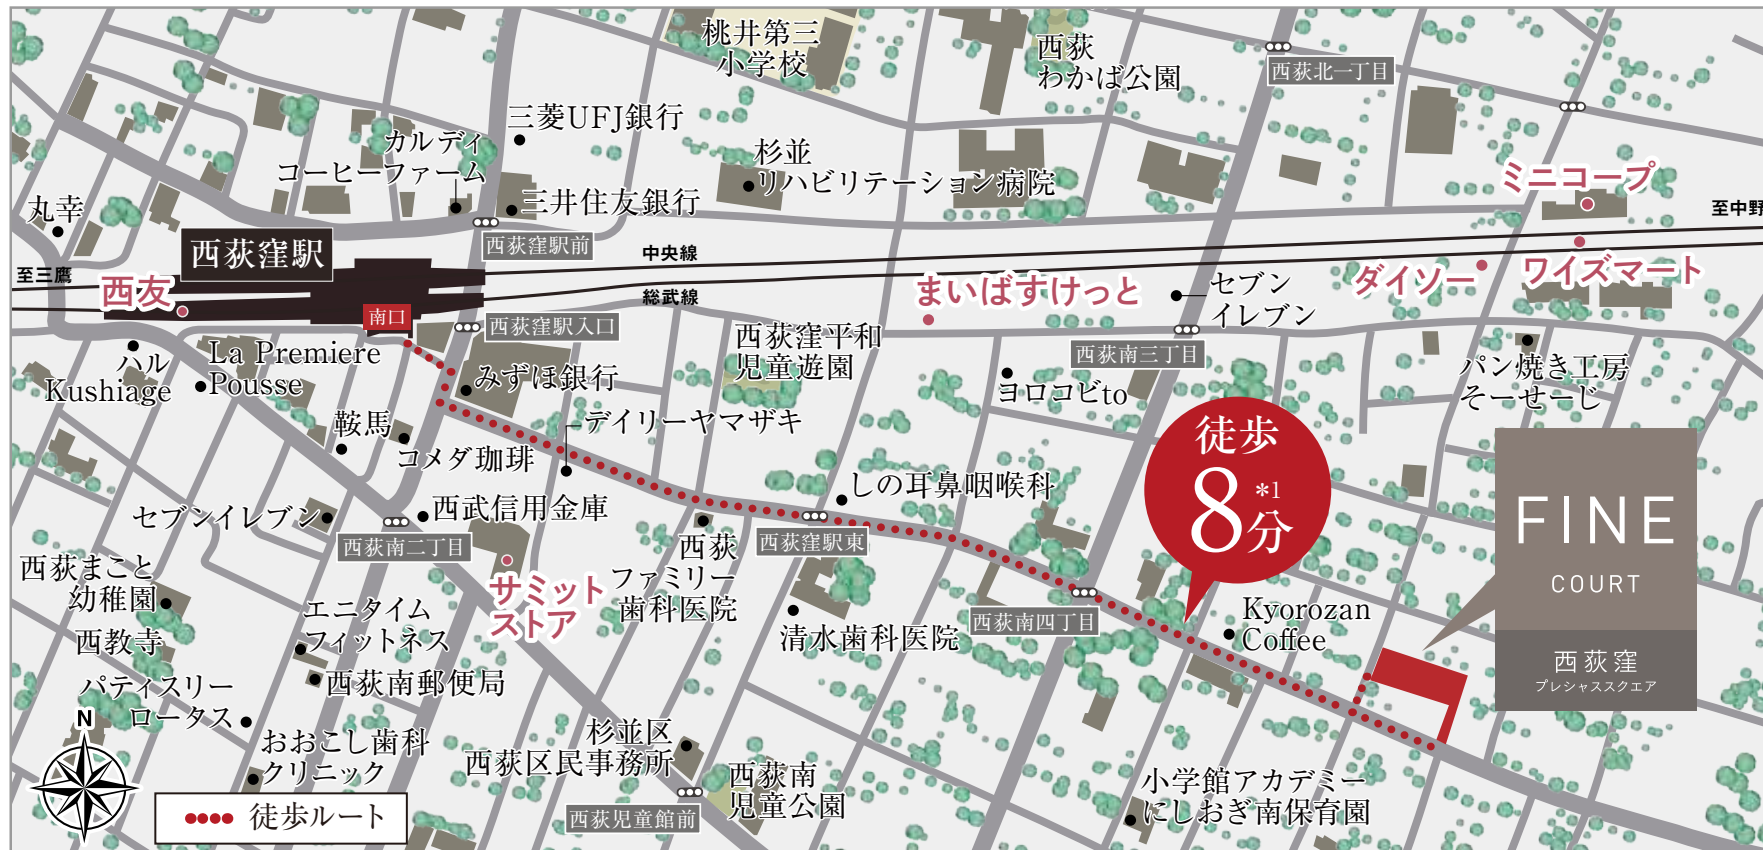 桃井第三
小学校
西荻
わかば公園
西荻北一丁目
三菱UFJ銀行
カルディ
コーヒーファーム
杉並
リハビリテーション病院
ミニコープ
丸幸
三井住友銀行
至中野
西荻窪駅
西荻窪駅前
中央線
至三鷹
西友
総武線
まいばすけっと
セブン
イレブン
ダイソー
ワイズマート
南口
西荻窪駅入口
西荻窪平和
児童遊園
西荻南三丁目
ハル
Kushiage
La Premiere
Pousse
みずほ銀行
ヨロコビto
パン焼き工房
そーせーじ
鞍馬
コメダ珈琲
デイリーヤマザキ
徒歩
8分
*1
FINE
COURT
西荻窪
プレシャススクエア
しの耳鼻咽喉科
セブンイレブン
西武信用金庫
西荻南二丁目
西荻窪駅東
西荻
ファミリー
歯科医院
サミット
ストア
西荻まこと
幼稚園
西教寺
エニタイム
フィットネス
清水歯科医院
西荻南四丁目
Kyorozan
Coffee
西荻南郵便局
パティスリー
ロータス
おおこし歯科
クリニック
杉並区
西荻区民事務所
西荻南
児童公園
西荻児童館前
小学館アカデミー
にしおぎ南保育園
N
徒歩ルート